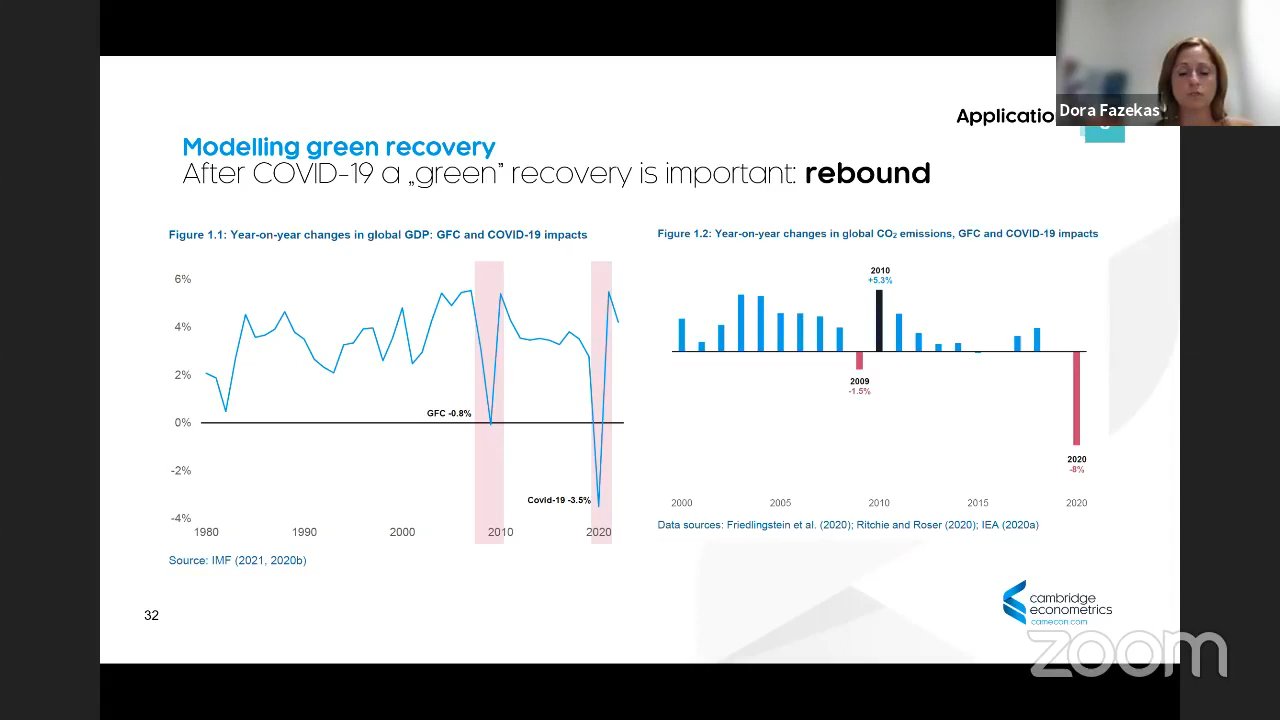 Dora Fazekas
Applicatio
Modelling green recovery
After COVID-19 a „green” recovery is important: rebound
Figure 1.1: Year-on-year changes in global GDP: GFC and COVID-19 impacts
6%
4%
2%
0%
-2%
-4%
GFC -0.8%
Covid-19 -3.5%
1980 1990 2000 2010 2020
Source: IMF (2021, 2020b)
Figure 1.2: Year-on-year changes in global CO₂ emissions, GFC and COVID-19 impacts
2010
+5.3%
2009
-1.5%
2020
-8%
2000 2005 2010 2015 2020
Data sources: Friedlingstein et al. (2020); Ritchie and Roser (2020); IEA (2020a)
32
cambridge
econometrics
camecon.com
zoom